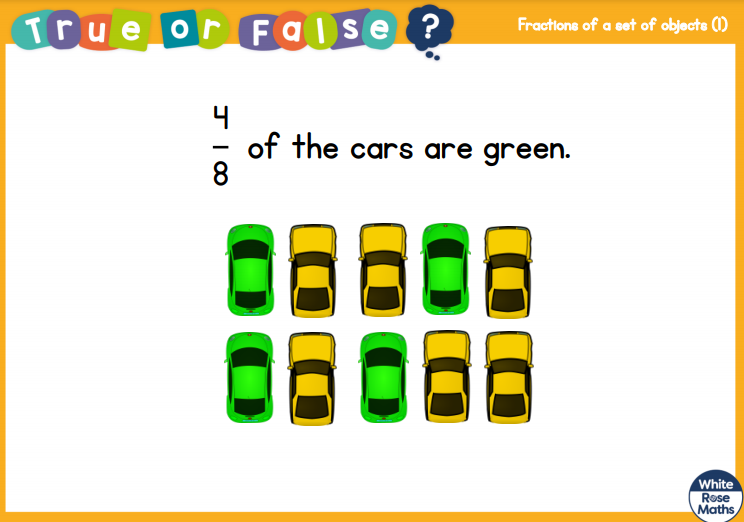 True or False ?
Fractions of a set of objects (1)
4
8
of the cars are green.
White
Rose
Maths